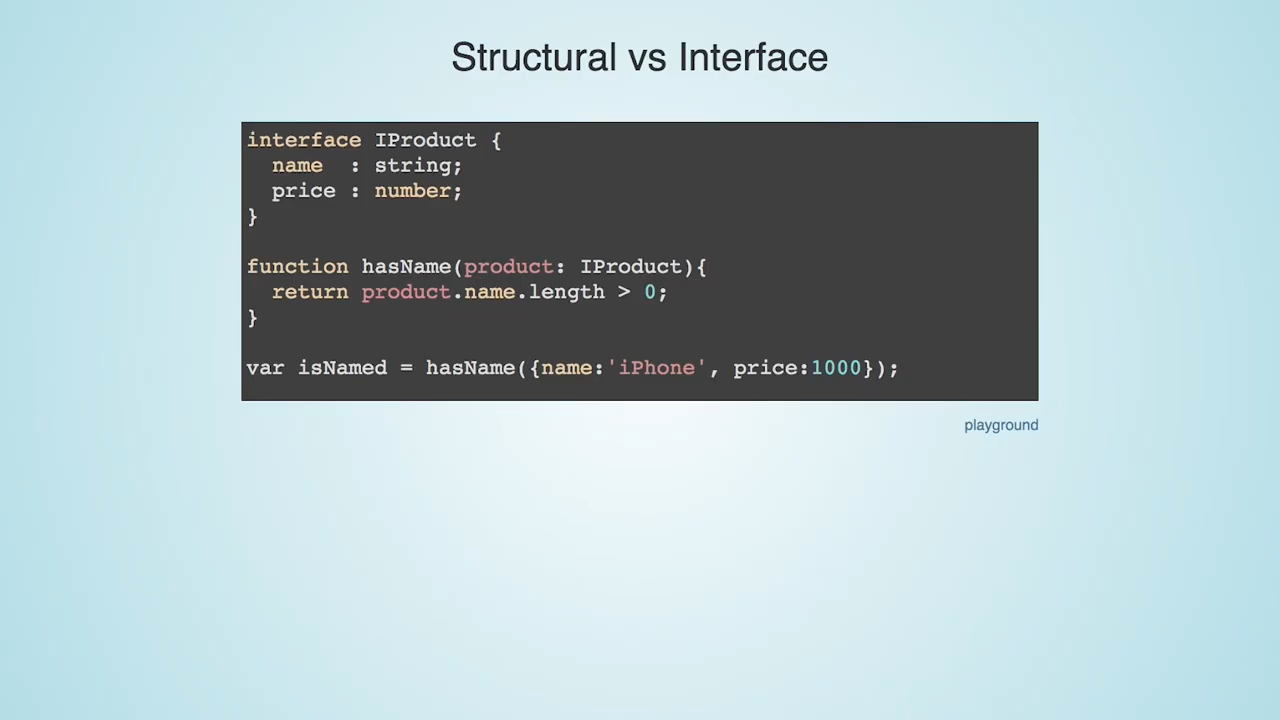 Structural vs Interface
interface IProduct {
  name  : string;
  price : number;
}
function hasName(product: IProduct){
  return product.name.length > 0;
}
var isNamed = hasName({name:'iPhone', price:1000});
playground